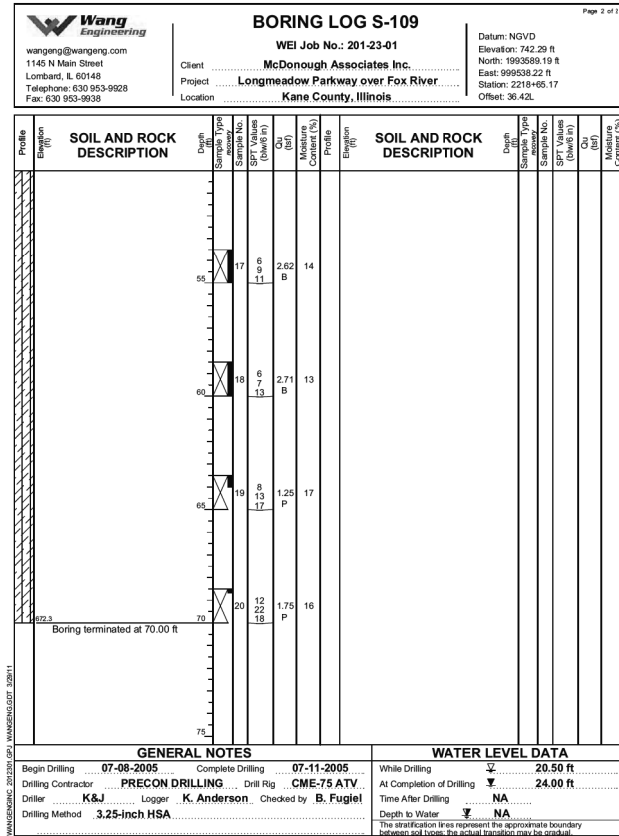 Page 2 of 2
Wang
Engineering
wangeng@wangeng.com
1145 N Main Street
Lombard, IL 60148
Telephone: 630 953-9928
Fax: 630 953-9938
BORING LOG S-109
WEI Job No.: 201-23-01
Client McDonough Associates Inc.
Project Longmeadow Parkway over Fox River
Location Kane County, Illinois
Datum: NGVD
Elevation: 742.29 ft
North: 1993589.19 ft
East: 999538.22 ft
Station: 2218+65.17
Offset: 36.42L
Profile
Elevation (ft)
SOIL AND ROCK DESCRIPTION
Depth (ft)
Sample Type recovery
Sample No.
SPT Values (blw/6 in)
Qu (tsf)
Moisture Content (%)
Profile
Elevation (ft)
SOIL AND ROCK DESCRIPTION
Depth (ft)
Sample Type recovery
Sample No.
SPT Values (blw/6 in)
Qu (tsf)
Moisture Content (%)
55 17 6 9 11 2.62 B 14
60 18 6 7 13 2.71 B 13
65 19 8 13 17 1.25 P 17
672.3 70 20 12 22 18 1.75 P 16
Boring terminated at 70.00 ft
75
WANGENGINC 2012301.GPJ WANGENG.GDT 3/29/11
GENERAL NOTES
Begin Drilling 07-08-2005 Complete Drilling 07-11-2005
Drilling Contractor PRECON DRILLING Drill Rig CME-75 ATV
Driller K&J Logger K. Anderson Checked by B. Fugiel
Drilling Method 3.25-inch HSA
WATER LEVEL DATA
While Drilling 20.50 ft
At Completion of Drilling 24.00 ft
Time After Drilling NA
Depth to Water NA
The stratification lines represent the approximate boundary
between soil types; the actual transition may be gradual.